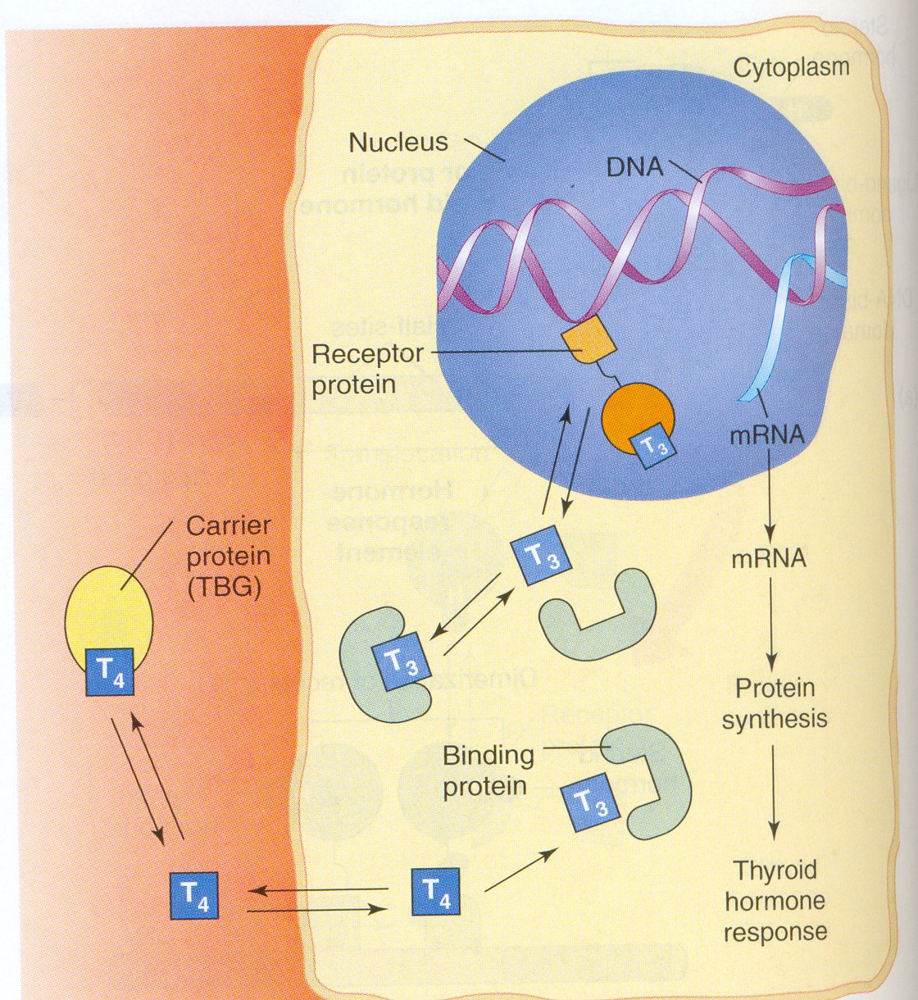 Cytoplasm
Nucleus
DNA
Receptor
protein
T3
mRNA
T3
mRNA
Carrier
protein
(TBG)
T4
T3
Protein
synthesis
Binding
protein
T3
T4
T4
Thyroid
hormone
response